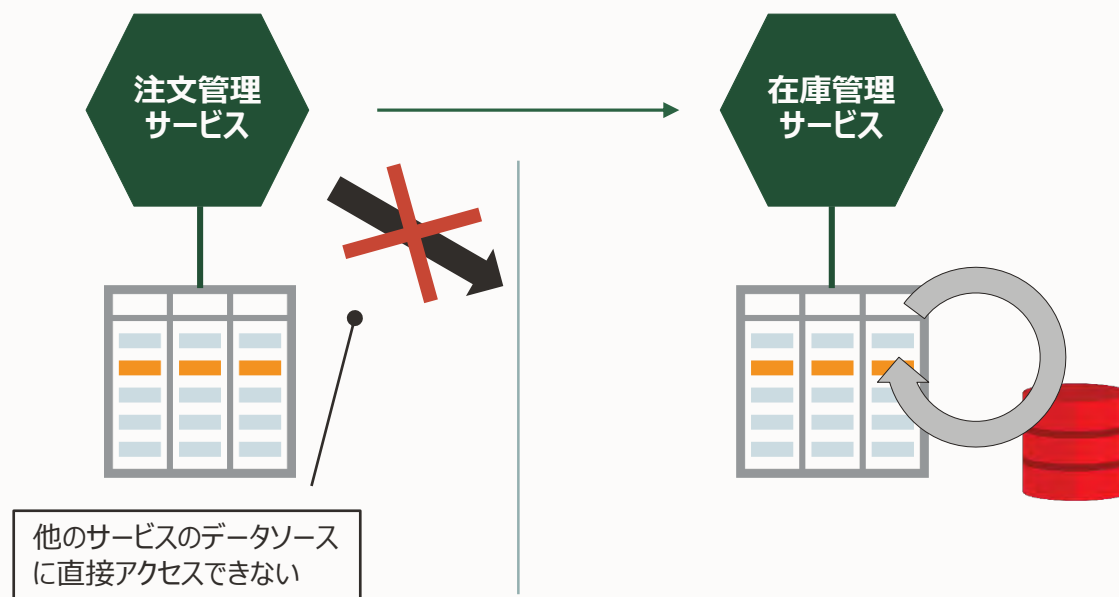 注文管理
サービス
在庫管理
サービス
他のサービスのデータソース
に直接アクセスできない